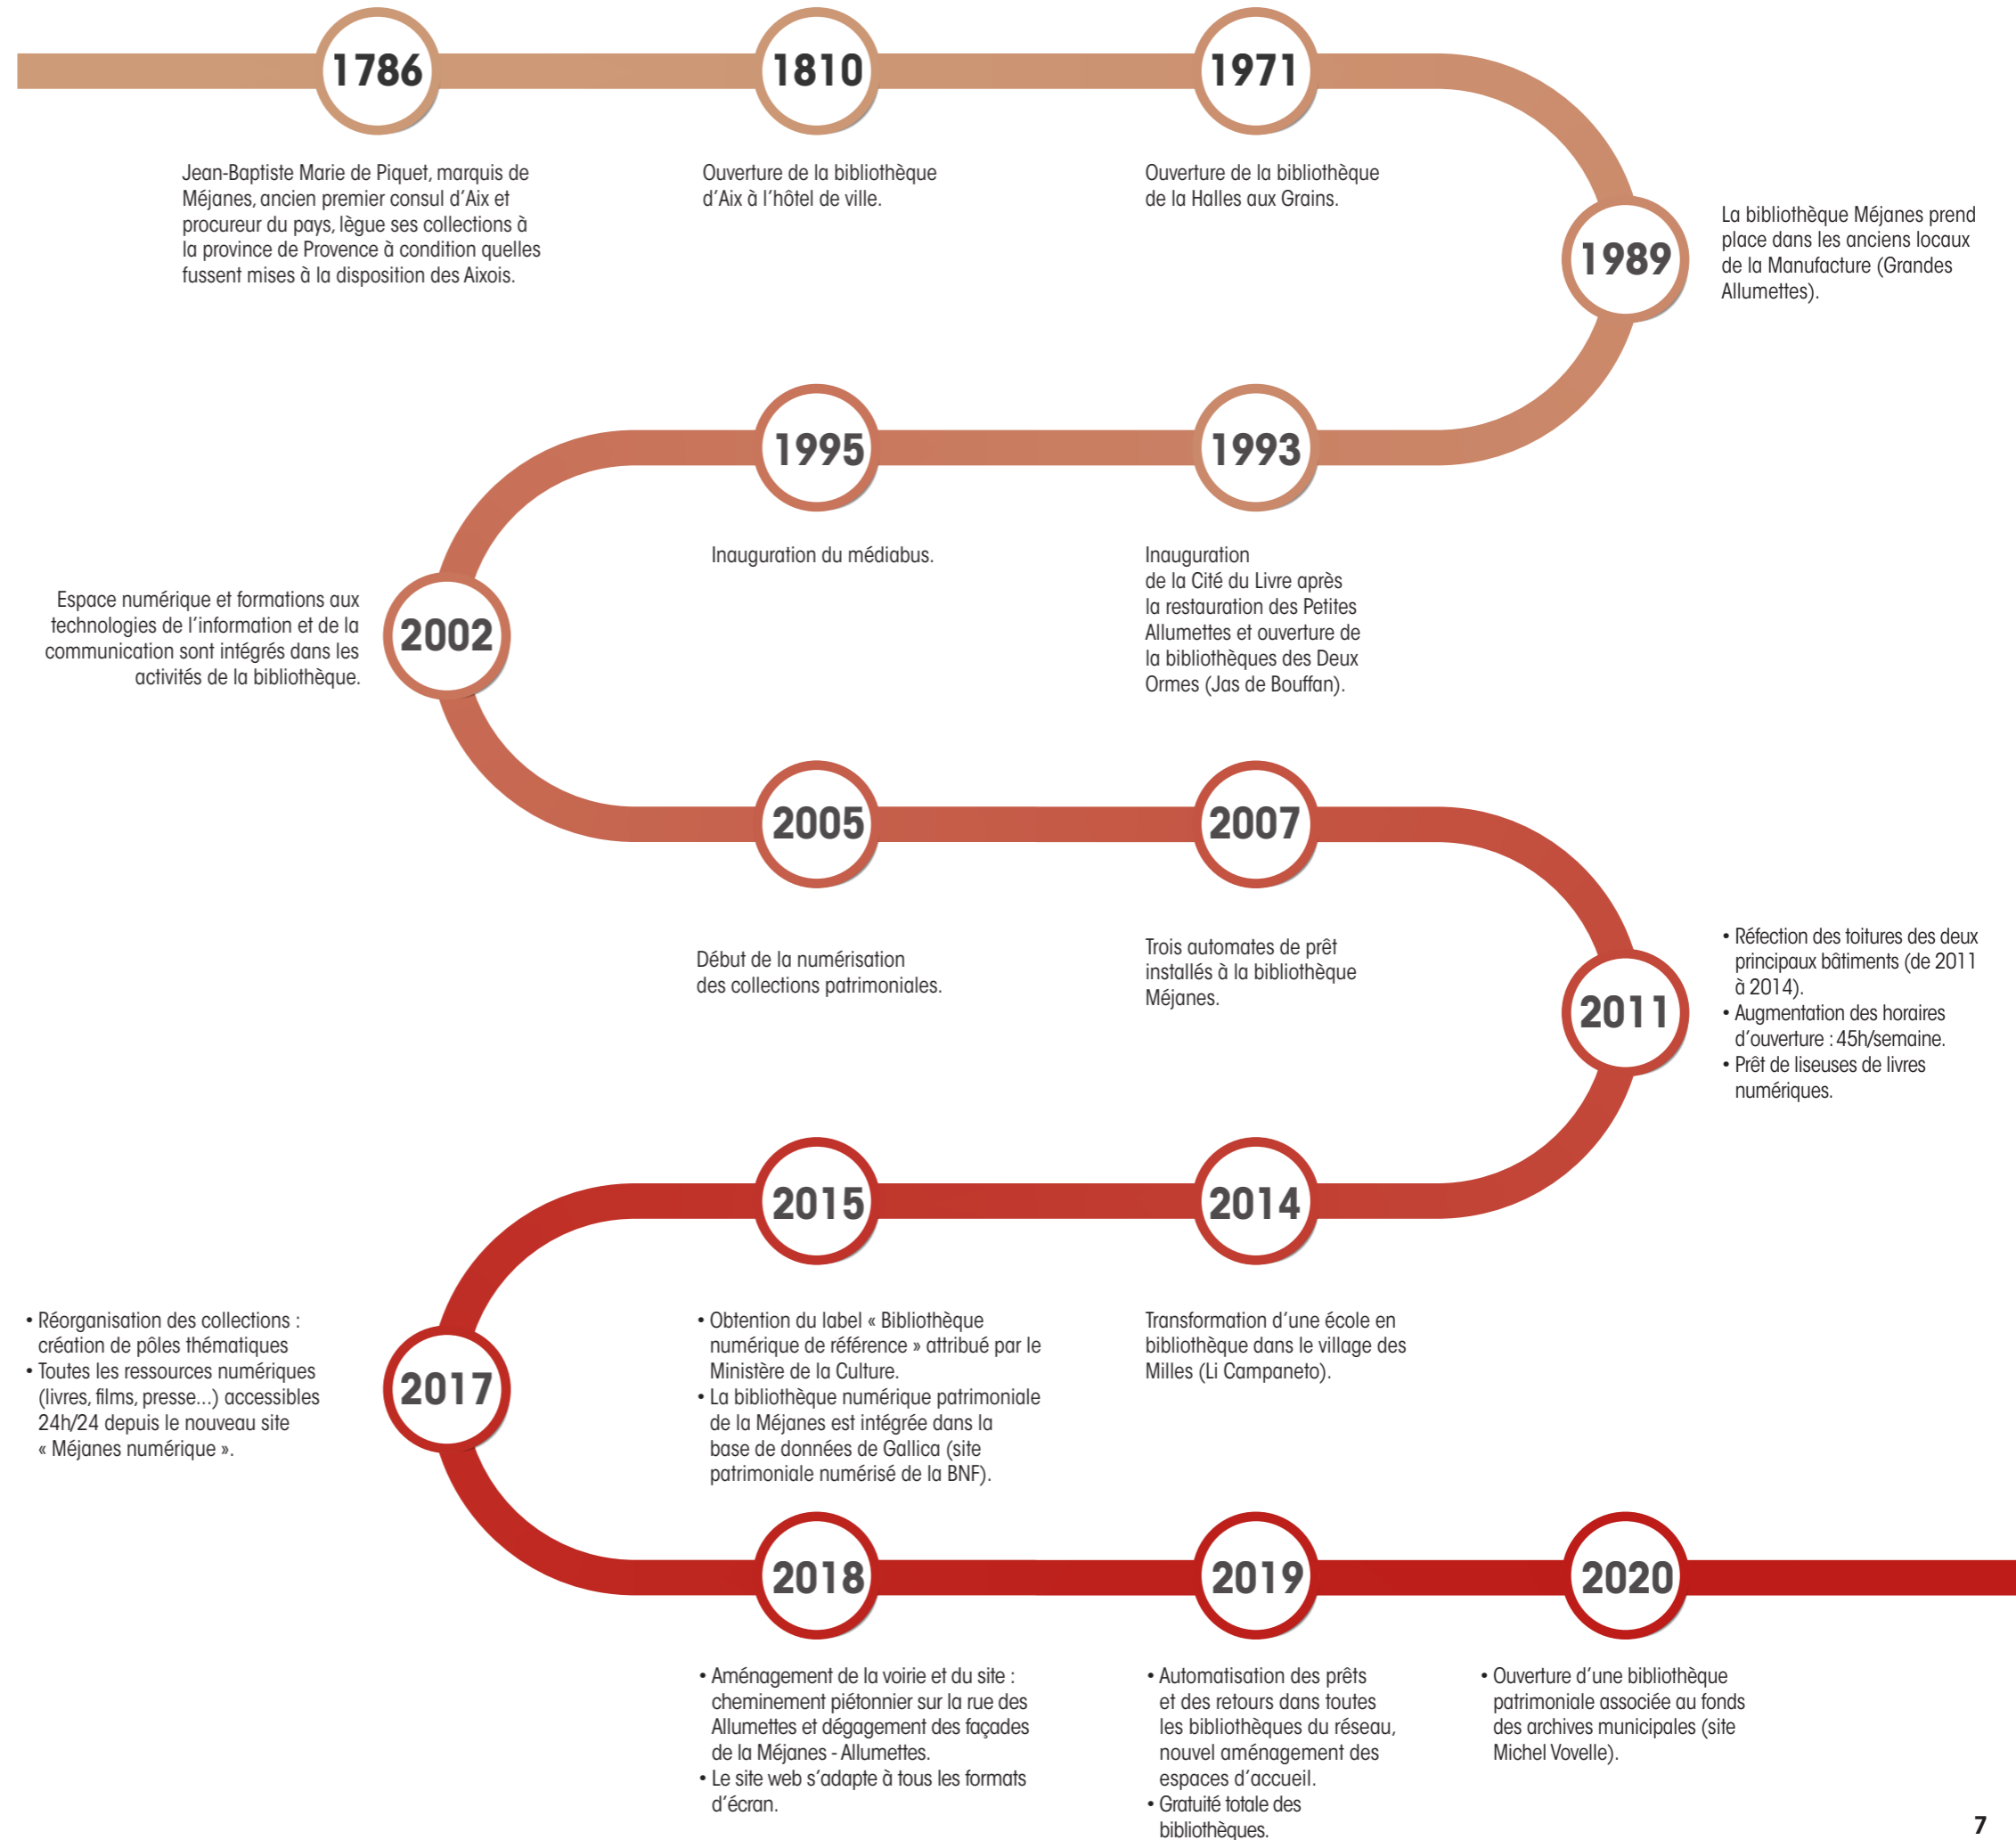 1786
Jean-Baptiste Marie de Piquet, marquis de
Méjanes, ancien premier consul d’Aix et
procureur du pays, lègue ses collections à
la province de Provence à condition quelles
fussent mises à la disposition des Aixois.
1810
Ouverture de la bibliothèque
d’Aix à l’hôtel de ville.
1971
Ouverture de la bibliothèque
de la Halles aux Grains.
1989
La bibliothèque Méjanes prend
place dans les anciens locaux
de la Manufacture (Grandes
Allumettes).
1993
Inauguration
de la Cité du Livre après
la restauration des Petites
Allumettes et ouverture de
la bibliothèques des Deux
Ormes (Jas de Bouffan).
1995
Inauguration du médiabus.
2002
Espace numérique et formations aux
technologies de l’information et de la
communication sont intégrés dans les
activités de la bibliothèque.
2005
Début de la numérisation
des collections patrimoniales.
2007
Trois automates de prêt
installés à la bibliothèque
Méjanes.
2011
• Réfection des toitures des deux
principaux bâtiments (de 2011
à 2014).
• Augmentation des horaires
d’ouverture : 45h/semaine.
• Prêt de liseuses de livres
numériques.
2014
Transformation d’une école en
bibliothèque dans le village des
Milles (Li Campaneto).
2015
• Obtention du label « Bibliothèque
numérique de référence » attribué par le
Ministère de la Culture.
• La bibliothèque numérique patrimoniale
de la Méjanes est intégrée dans la
base de données de Gallica (site
patrimoniale numérisé de la BNF).
2017
• Réorganisation des collections :
création de pôles thématiques
• Toutes les ressources numériques
(livres, films, presse...) accessibles
24h/24 depuis le nouveau site
« Méjanes numérique ».
2018
• Aménagement de la voirie et du site :
cheminement piétonnier sur la rue des
Allumettes et dégagement des façades
de la Méjanes - Allumettes.
• Le site web s’adapte à tous les formats
d’écran.
2019
• Automatisation des prêts
et des retours dans toutes
les bibliothèques du réseau,
nouvel aménagement des
espaces d’accueil.
• Gratuité totale des
bibliothèques.
2020
• Ouverture d’une bibliothèque
patrimoniale associée au fonds
des archives municipales (site
Michel Vovelle).
7